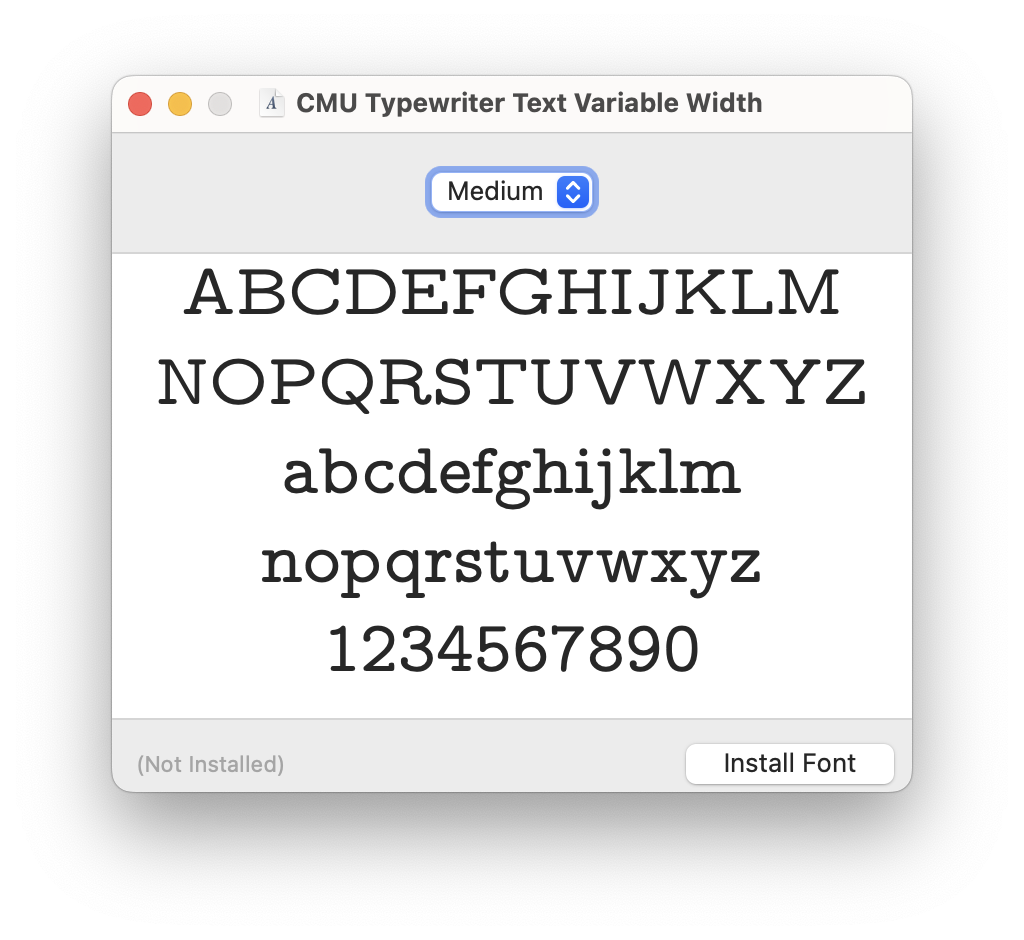 CMU Typewriter Text Variable Width
Medium
ABCDEFGHIJKLM
NOPQRSTUVWXYZ
abcdefghijklm
nopqrstuvwxyz
1234567890
(Not Installed)
Install Font